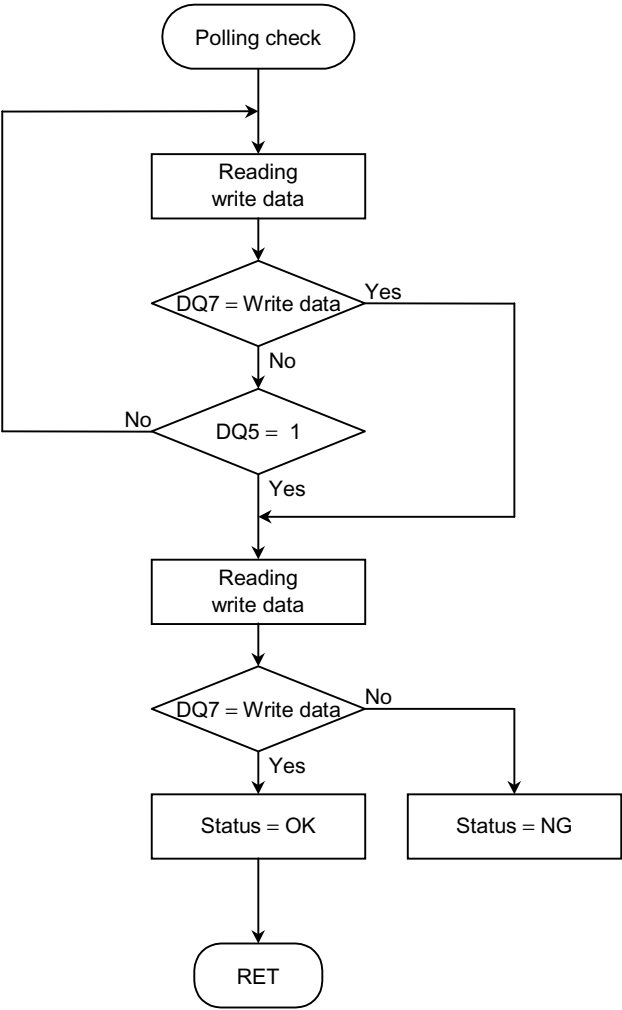 Polling check
Reading
write data
DQ7 = Write data
Yes
No
No
DQ5 = 1
Yes
Reading
write data
DQ7 = Write data
No
Yes
Status = OK
Status = NG
RET